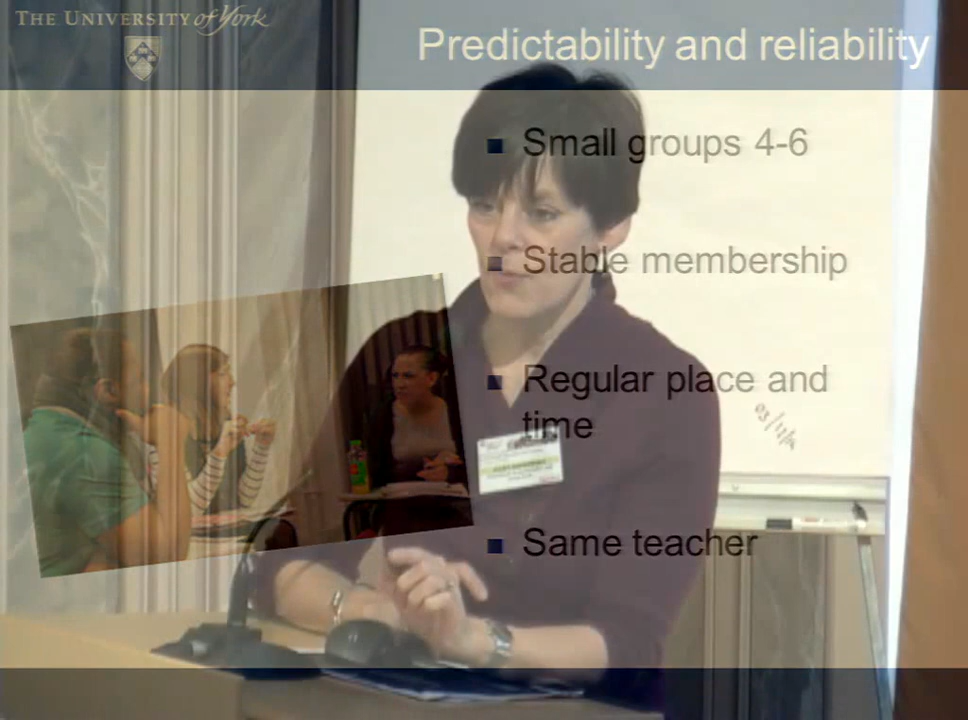 THE UNIVERSITY of York
Predictability and reliability
Small groups 4-6
Stable membership
Regular place and
time
Same teacher